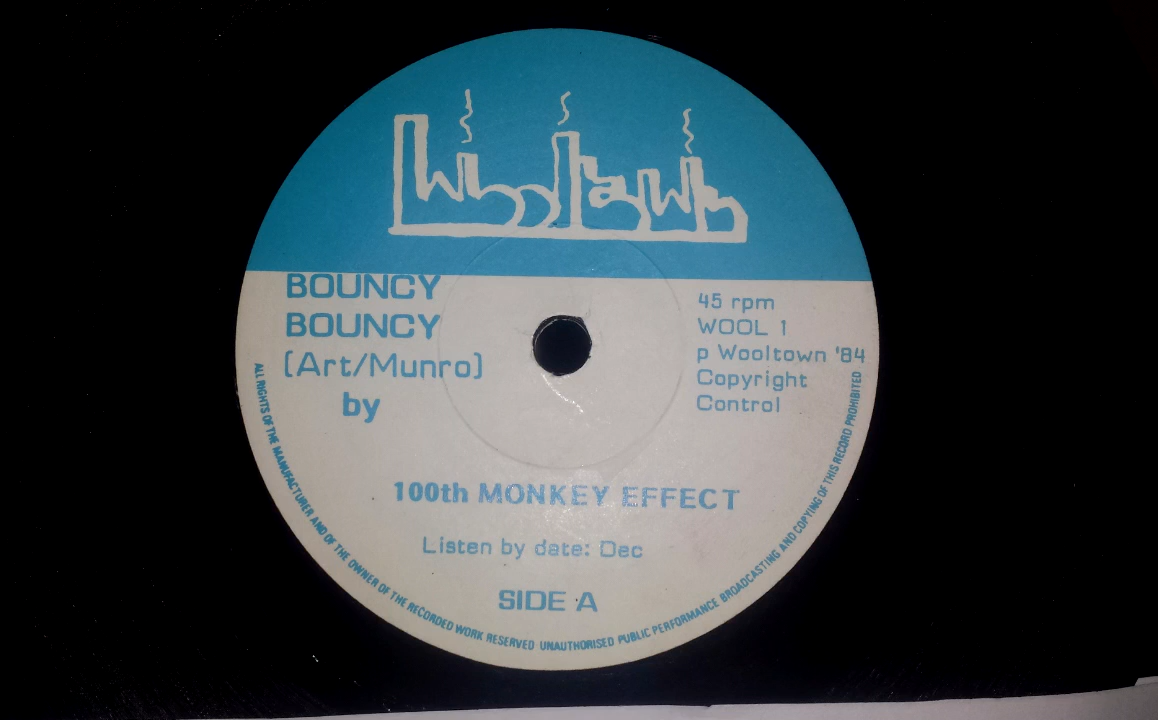 Wooltown
BOUNCY
BOUNCY
(Art/Munro)
by
45 rpm
WOOL 1
p Wooltown '84
Copyright
Control
100th MONKEY EFFECT
Listen by date: Dec
SIDE A
ALL RIGHTS OF THE MANUFACTURER AND OF THE OWNER OF THE RECORDED WORK RESERVED UNAUTHORISED PUBLIC PERFORMANCE BROADCASTING AND COPYING OF THIS RECORD PROHIBITED